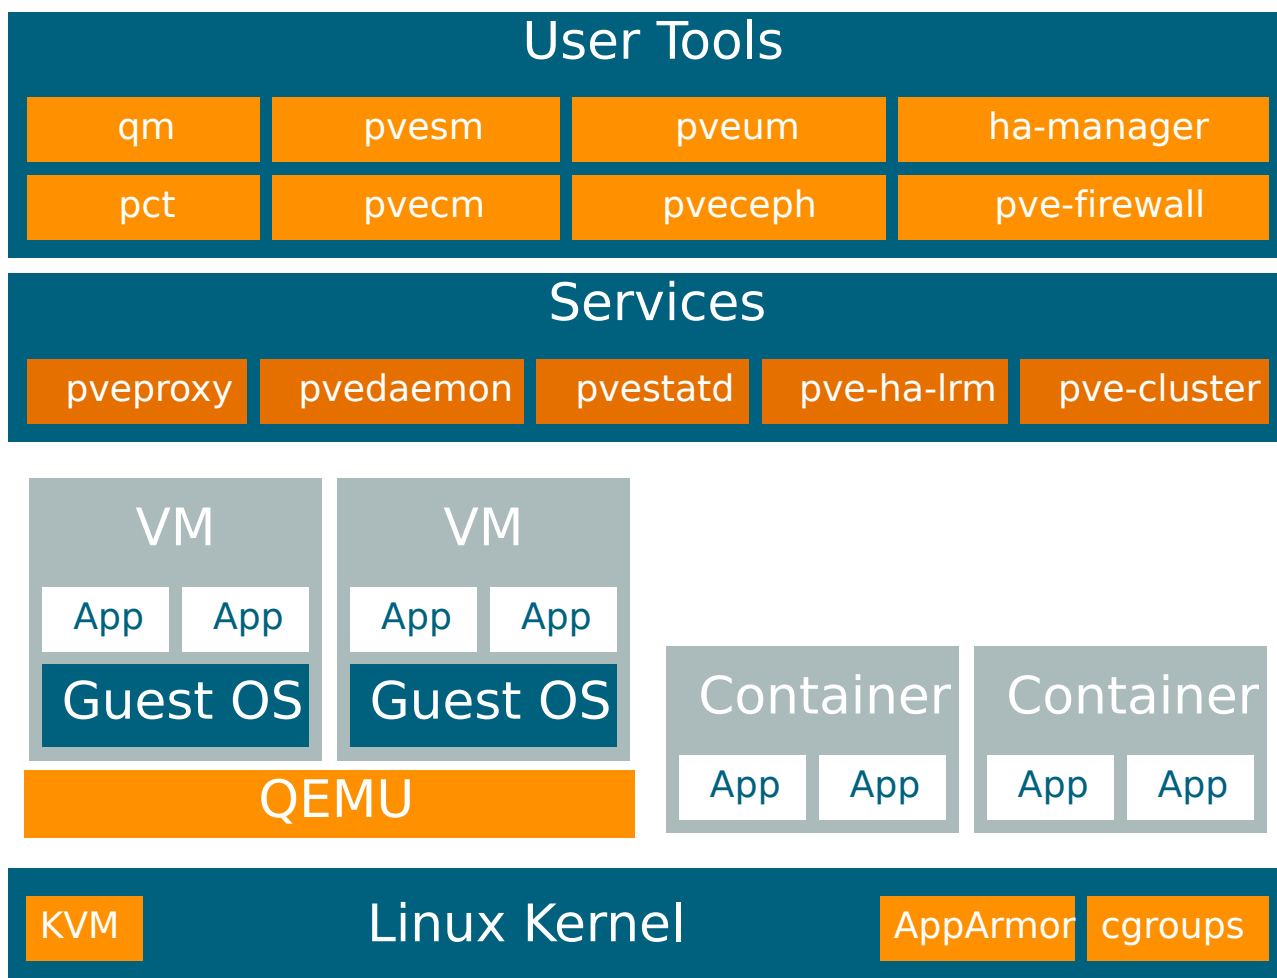 User Tools
qm pvesm pveum ha-manager
pct pvecm pveceph pve-firewall
Services
pveproxy pvedaemon pvestatd pve-ha-lrm pve-cluster
VM VM
App App App App
Guest OS Guest OS
Container Container
QEMU
App App App App
KVM Linux Kernel AppArmor cgroups